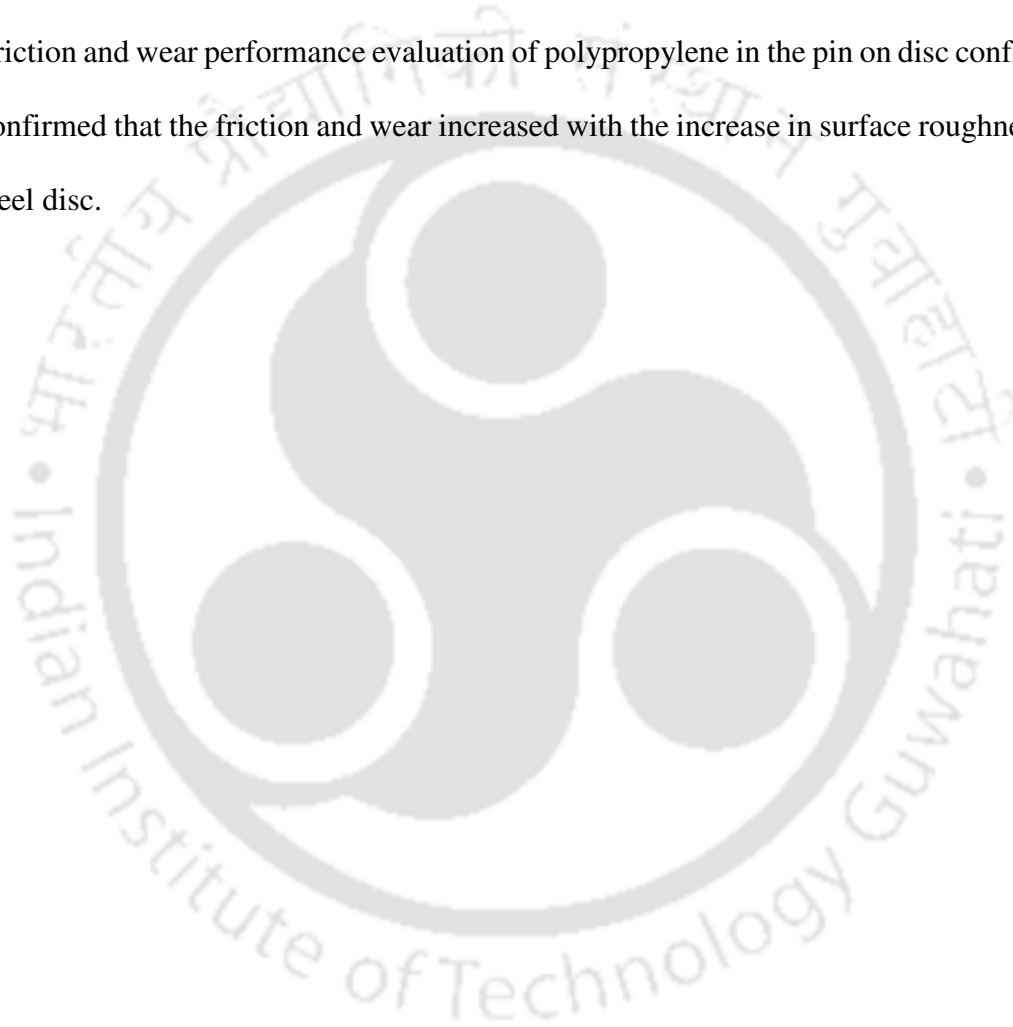 riction and wear performance evaluation of polypropylene in the pin on disc conf
onfirmed that the friction and wear increased with the increase in surface roughne
eel disc.
भारतीय प्रौद्योगिकी संस्थान गुवाहाटी
Indian Institute of Technology Guwahati